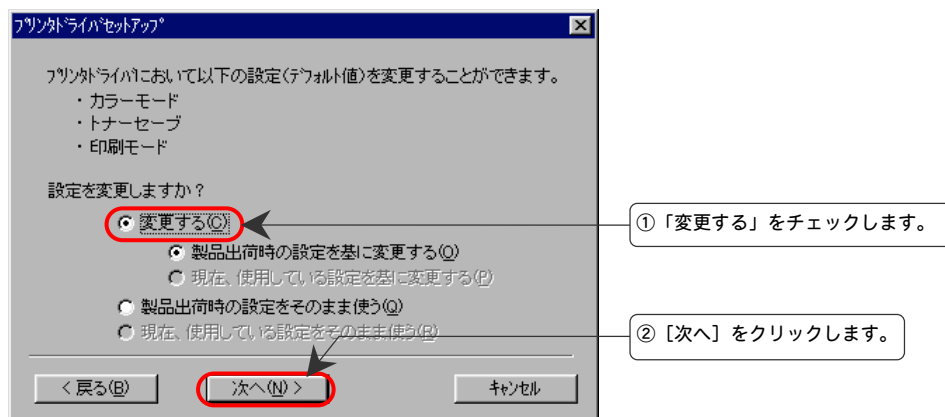 プリンタドライバセットアップ
プリンタドライバにおいて以下の設定(デフォルト値)を変更することができます。
・カラーモード
・トナーセーブ
・印刷モード
設定を変更しますか？
変更する(C)
①「変更する」をチェックします。
製品出荷時の設定を基に変更する(O)
現在、使用している設定を基に変更する(P)
製品出荷時の設定をそのまま使う(Q)
現在、使用している設定をそのまま使う(R)
②［次へ］をクリックします。
< 戻る(B)
次へ(N) >
キャンセル